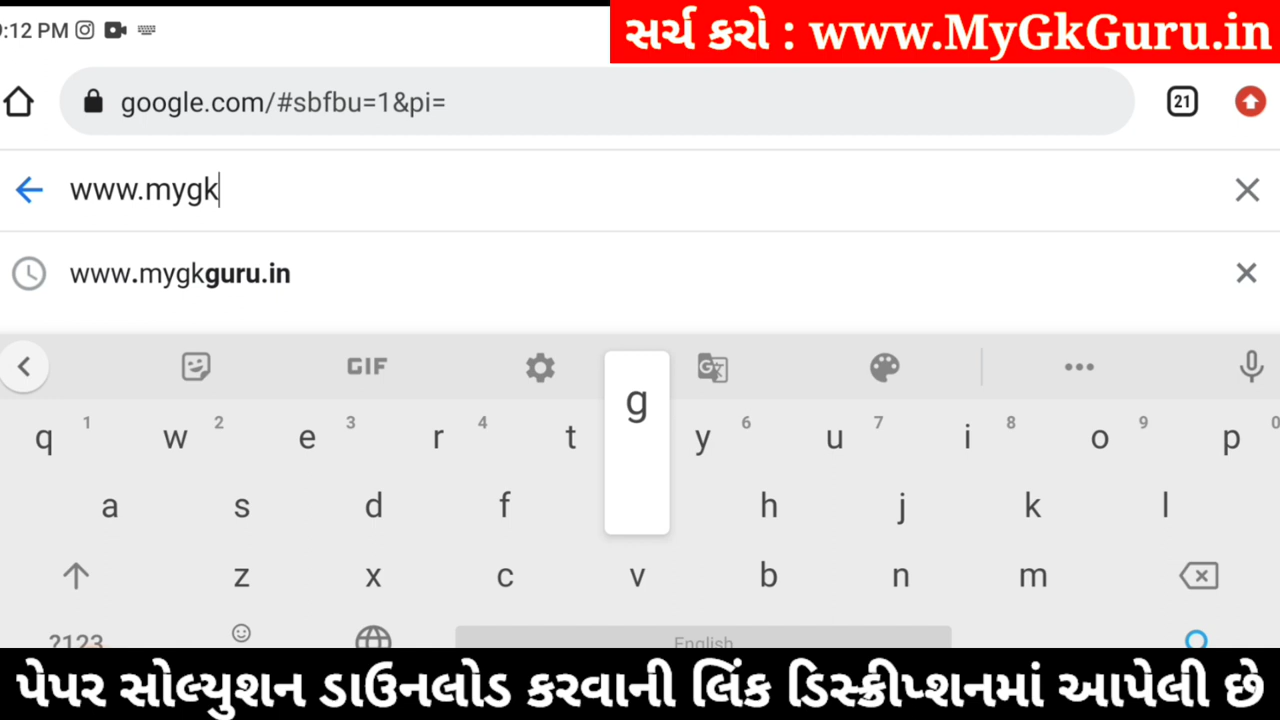 9:12 PM
સર્ચ કરો : www.MyGkGuru.in
google.com/#sbfbu=1&pi=
21
www.mygk
www.mygkguru.in
GIF
g
q 1 w 2 e 3 r 4 t y 6 u 7 i 8 o 9 p 0
a s d f h j k l
z x c v b n m
?123 English
પેપર સોલ્યુશન ડાઉનલોડ કરવાની લિંક ડિસ્ક્રીપ્શનમાં આપેલી છે